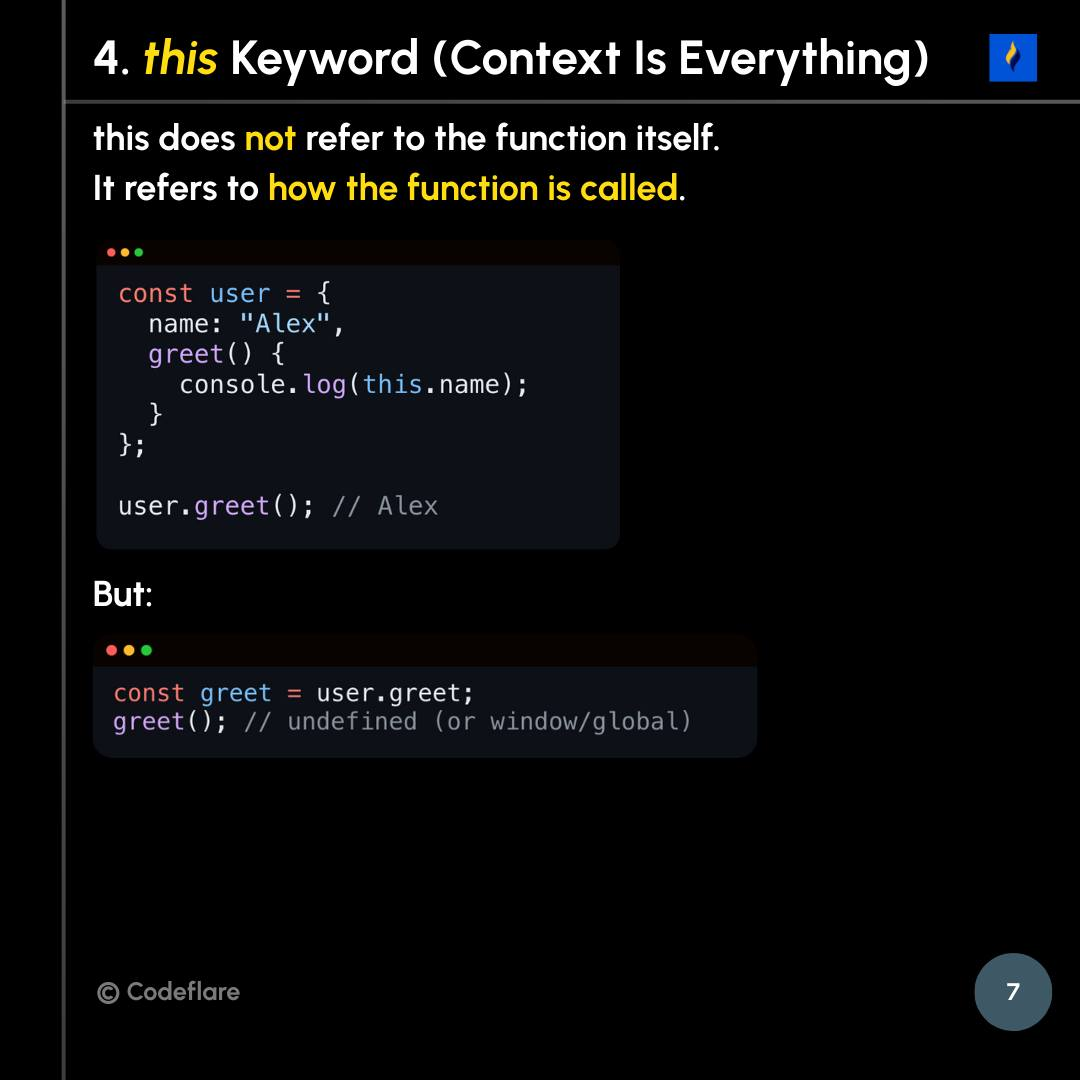 4. this Keyword (Context Is Everything)
this does not refer to the function itself.
It refers to how the function is called.
const user = {
  name: "Alex",
  greet() {
    console.log(this.name);
  }
};

user.greet(); // Alex
But:
const greet = user.greet;
greet(); // undefined (or window/global)
© Codeflare
7